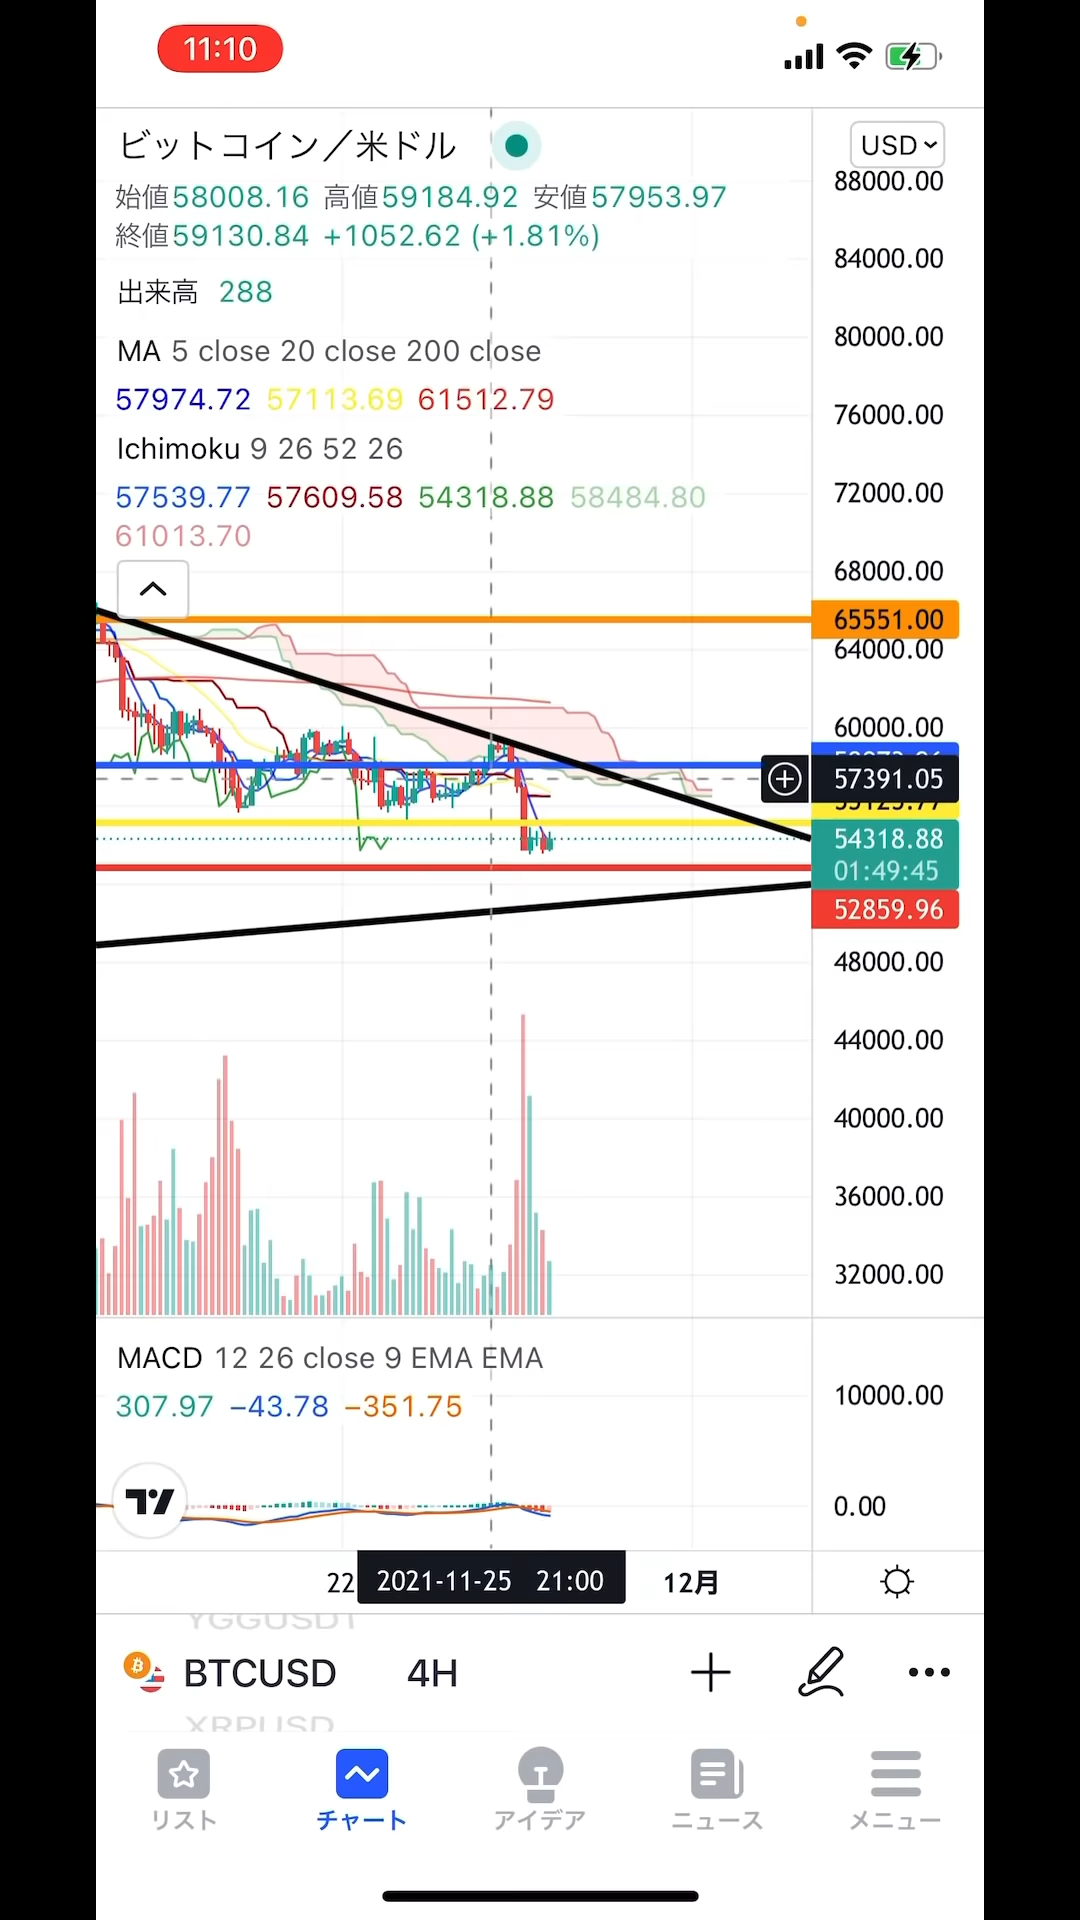 11:10
ビットコイン／米ドル
USD
88000.00
始値58008.16 高値59184.92 安値57953.97
終値59130.84 +1052.62 (+1.81%)
84000.00
出来高 288
80000.00
MA 5 close 20 close 200 close
57974.72 57113.69 61512.79
76000.00
Ichimoku 9 26 52 26
57539.77 57609.58 54318.88 58484.80
72000.00
61013.70
68000.00
65551.00
64000.00
60000.00
57391.05
54318.88
01:49:45
52859.96
48000.00
44000.00
40000.00
36000.00
32000.00
MACD 12 26 close 9 EMA EMA
10000.00
307.97 −43.78 −351.75
0.00
22 2021-11-25 21:00 12月
YGGUSDT
BTCUSD 4H
XRPUSD
リスト チャート アイデア ニュース メニュー